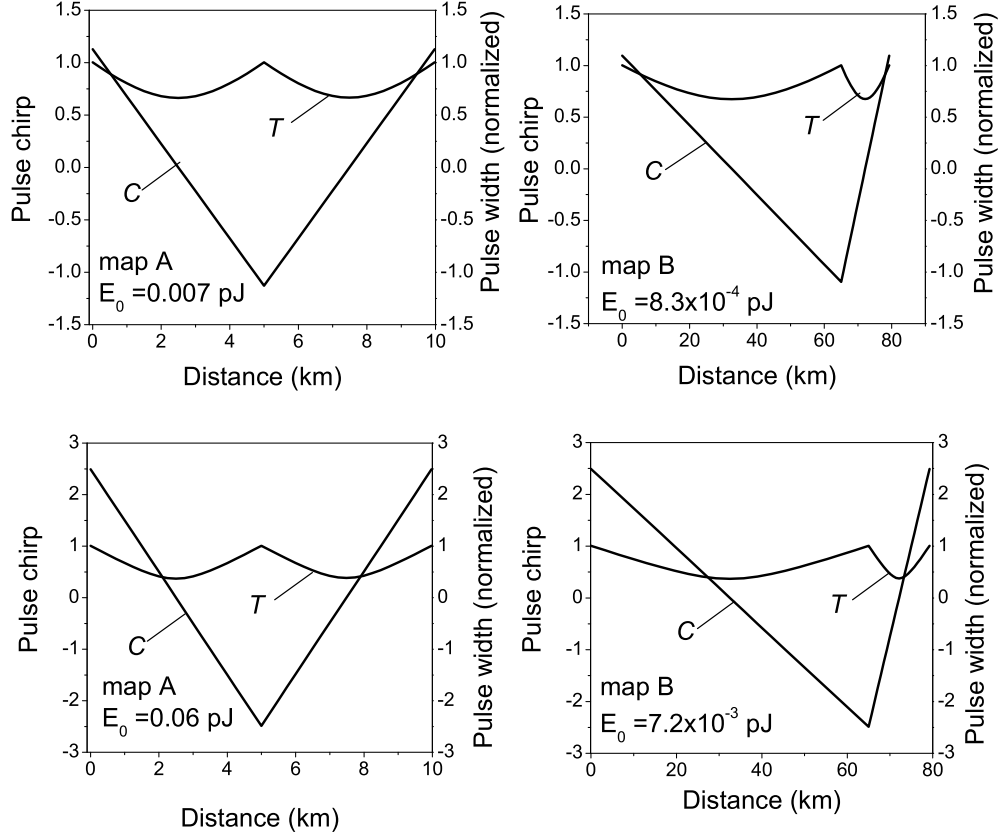 1.5
1.0
0.5
0.0
-0.5
-1.0
-1.5
Pulse chirp
1.5
1.0
0.5
0.0
-0.5
-1.0
-1.5
Pulse width (normalized)
T
C
map A
E0 =0.007 pJ
0 2 4 6 8 10
Distance (km)
1.5
1.0
0.5
0.0
-0.5
-1.0
-1.5
Pulse chirp
1.5
1.0
0.5
0.0
-0.5
-1.0
-1.5
Pulse width (normalized)
T
C
map B
E0 =8.3x10-4 pJ
0 20 40 60 80
Distance (km)
3
2
1
0
-1
-2
-3
Pulse chirp
3
2
1
0
-1
-2
-3
Pulse width (normalized)
T
C
map A
E0 =0.06 pJ
0 2 4 6 8 10
Distance (km)
3
2
1
0
-1
-2
-3
Pulse chirp
3
2
1
0
-1
-2
-3
Pulse width (normalized)
T
C
map B
E0 =7.2x10-3 pJ
0 20 40 60 80
Distance (km)